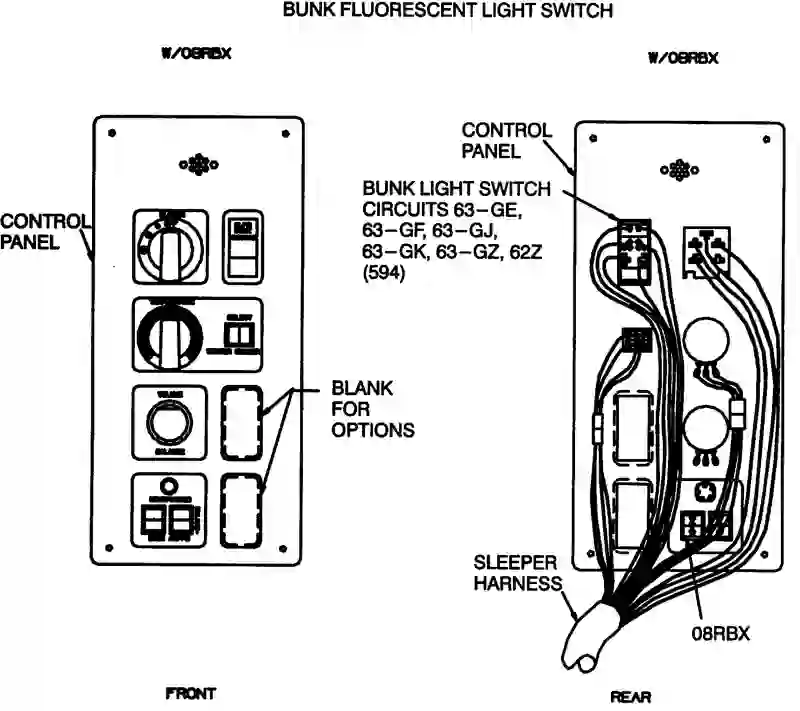 BUNK FLUORESCENT LIGHT SWITCH
W/08RBX
W/08RBX
CONTROL
PANEL
CONTROL
PANEL
BUNK LIGHT SWITCH
CIRCUITS 63-GE,
63-GF, 63-GJ,
63-GK, 63-GZ, 62Z
(594)
BLANK
FOR
OPTIONS
SLEEPER
HARNESS
08RBX
FRONT
REAR